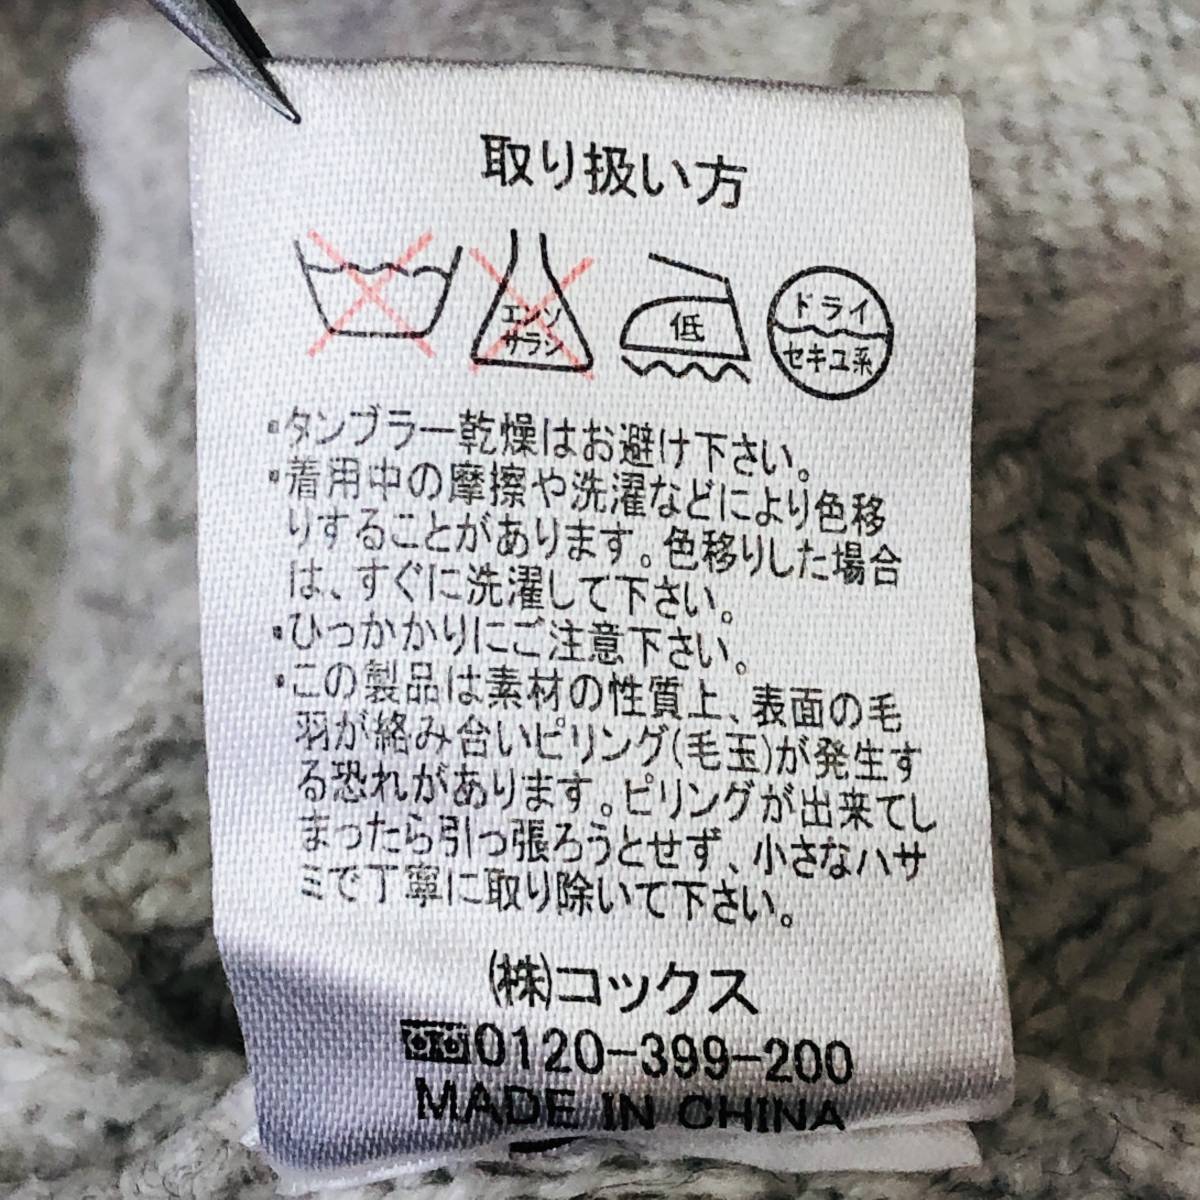 取り扱い方
エンソ
サラシ
低
ドライ
セキユ系
・タンブラー乾燥はお避け下さい。
・着用中の摩擦や洗濯などにより色移
りすることがあります。色移りした場合
は、すぐに洗濯して下さい。
・ひっかかりにご注意下さい。
・この製品は素材の性質上、表面の毛
羽が絡み合いピリング(毛玉)が発生す
る恐れがあります。ピリングが出来てし
まったら引っ張ろうとせず、小さなハサ
ミで丁寧に取り除いて下さい。
(株)コックス
0120-399-200
MADE IN CHINA